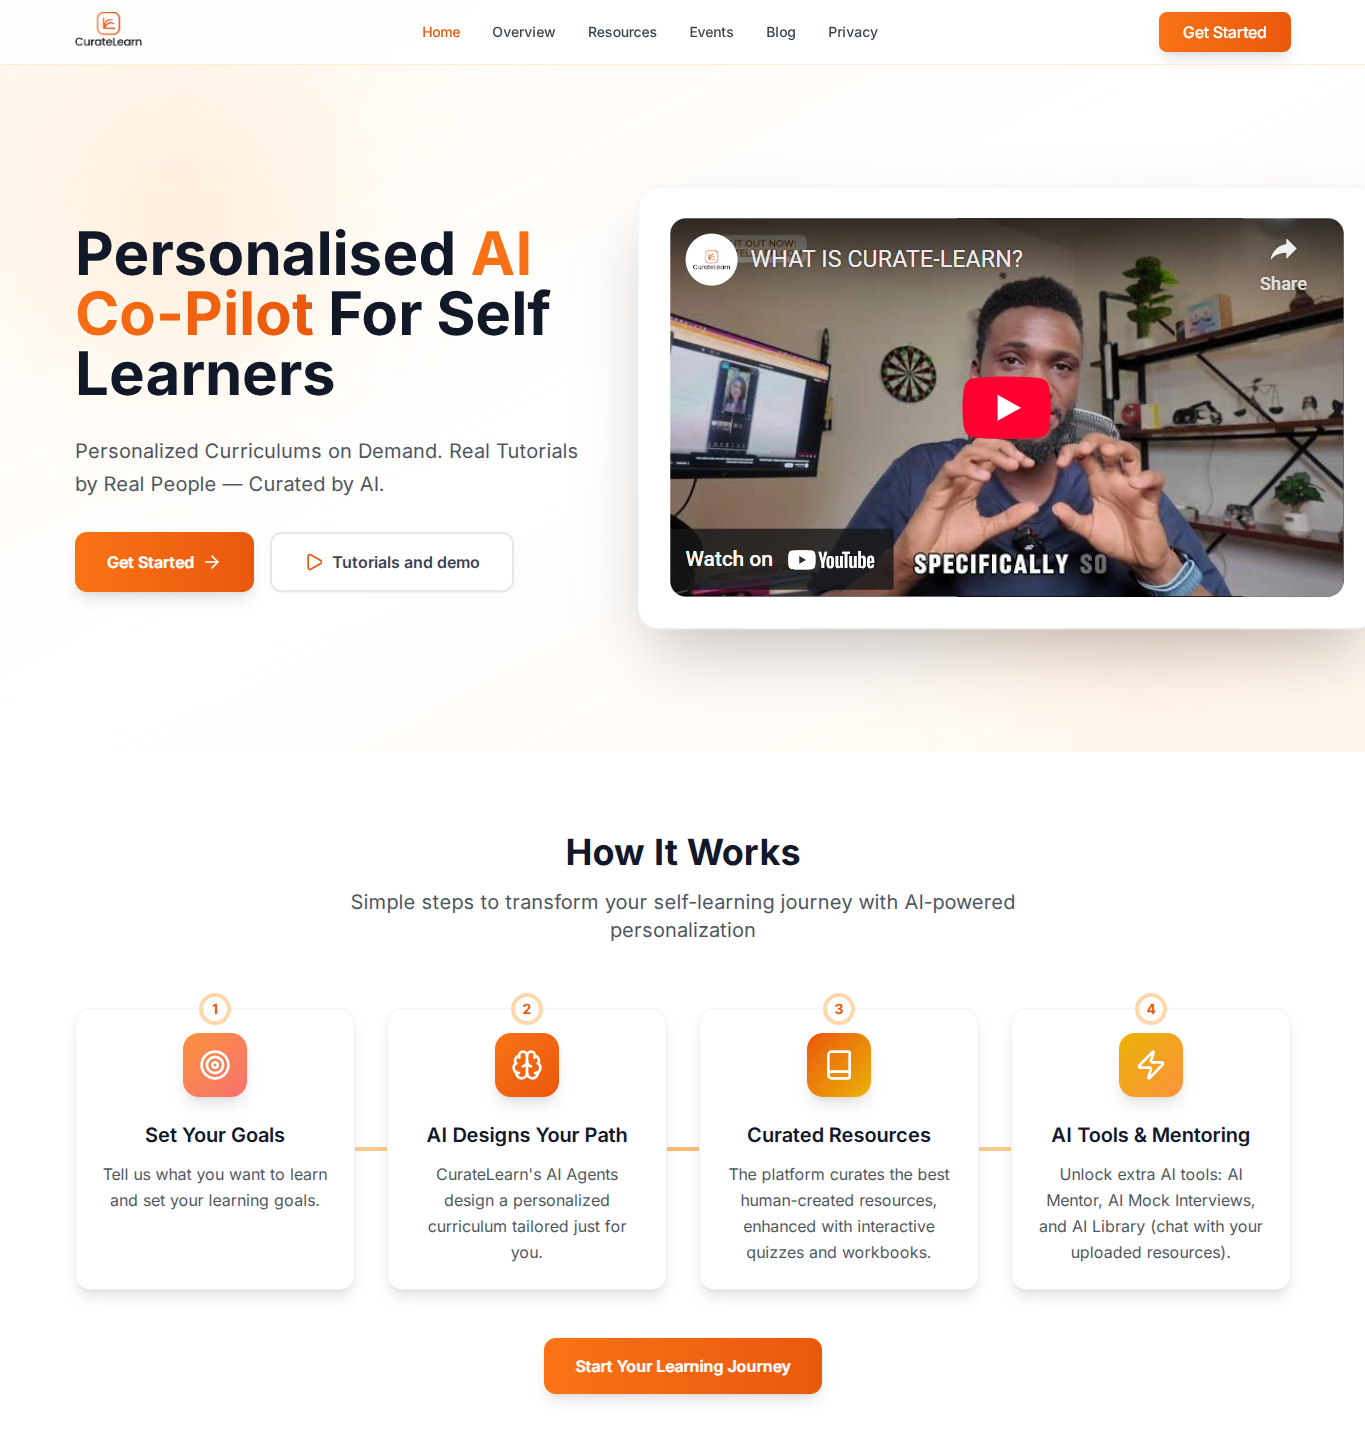 CurateLearn
Home
Overview
Resources
Events
Blog
Privacy
Get Started
Personalised AI
Co-Pilot For Self
Learners
Personalized Curriculums on Demand. Real Tutorials
by Real People — Curated by AI.
Get Started
Tutorials and demo
IT OUT NOW:
CurateLearn
WHAT IS CURATE-LEARN?
Share
Watch on YouTube
SPECIFICALLY SO
How It Works
Simple steps to transform your self-learning journey with AI-powered
personalization
1
Set Your Goals
Tell us what you want to learn
and set your learning goals.
2
AI Designs Your Path
CurateLearn's AI Agents
design a personalized
curriculum tailored just for
you.
3
Curated Resources
The platform curates the best
human-created resources,
enhanced with interactive
quizzes and workbooks.
4
AI Tools & Mentoring
Unlock extra AI tools: AI
Mentor, AI Mock Interviews,
and AI Library (chat with your
uploaded resources).
Start Your Learning Journey